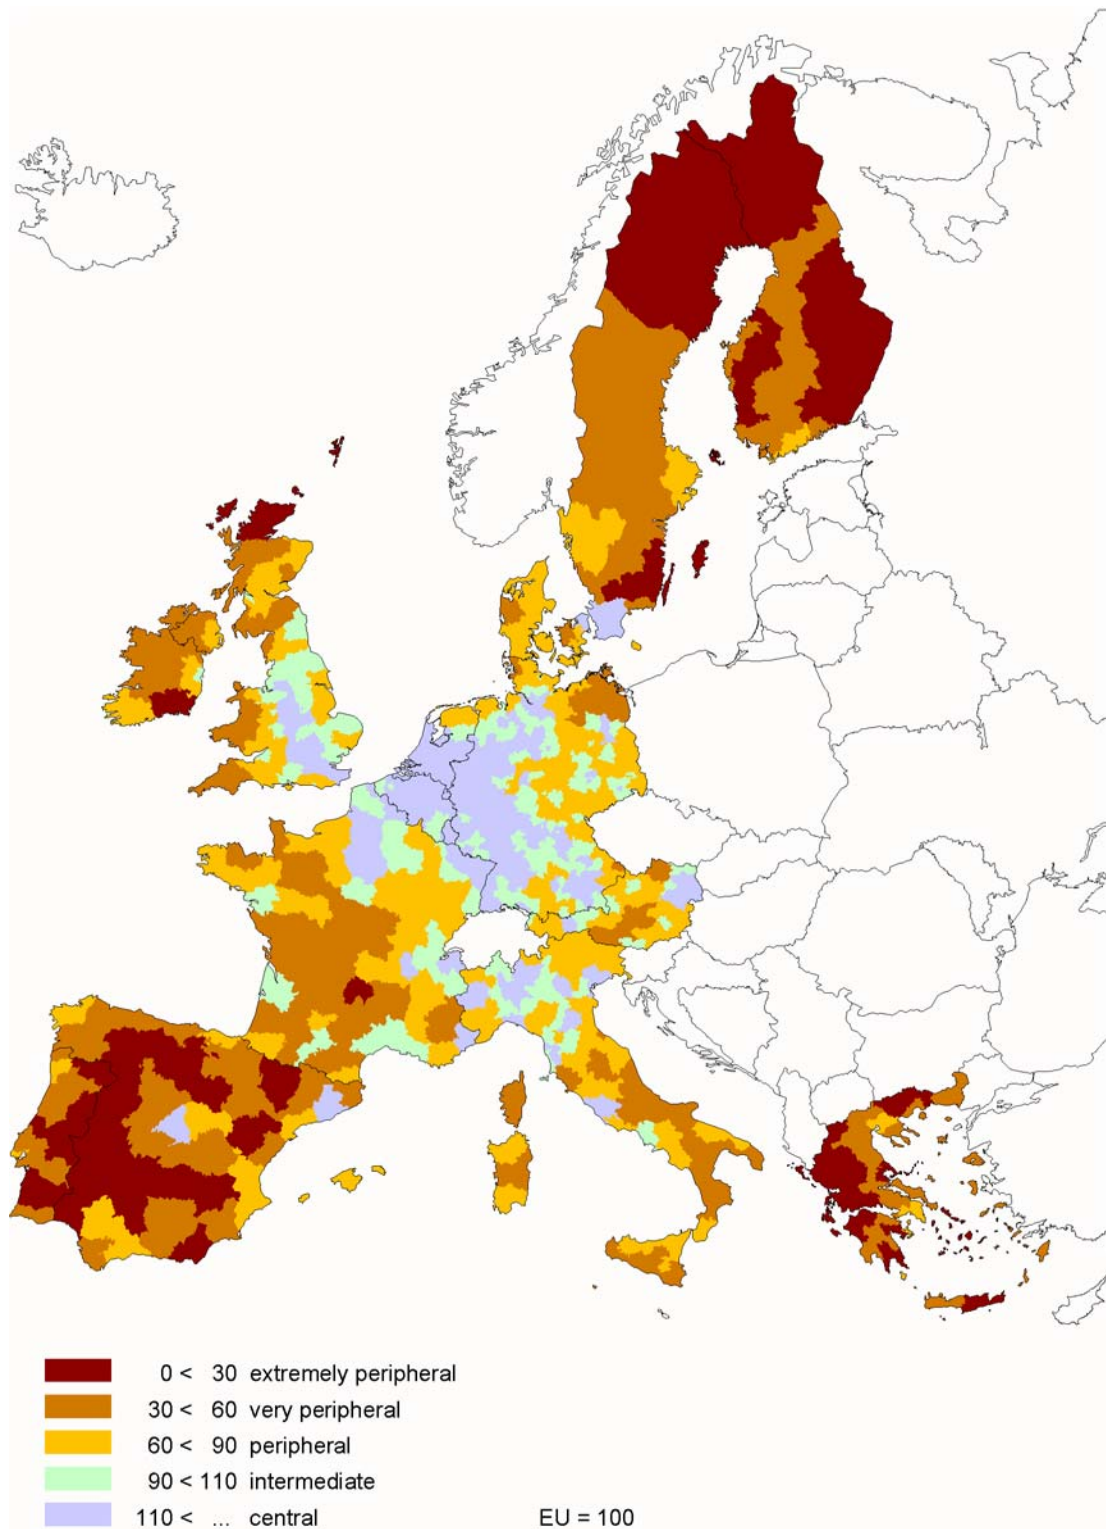 0 < 30 extremely peripheral
30 < 60 very peripheral
60 < 90 peripheral
90 < 110 intermediate
110 < ... central EU = 100